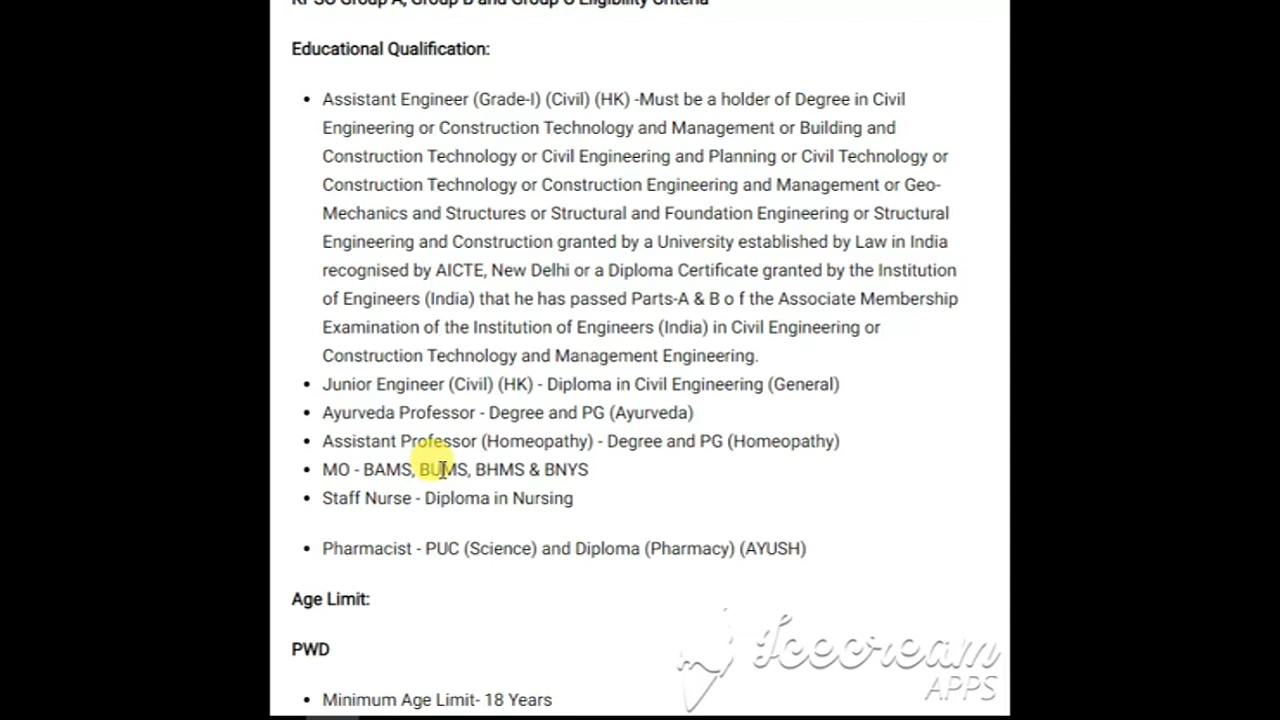 KPSC Group A, Group B and Group C Eligibility Criteria
Educational Qualification:
Assistant Engineer (Grade-I) (Civil) (HK) -Must be a holder of Degree in Civil
Engineering or Construction Technology and Management or Building and
Construction Technology or Civil Engineering and Planning or Civil Technology or
Construction Technology or Construction Engineering and Management or Geo-
Mechanics and Structures or Structural and Foundation Engineering or Structural
Engineering and Construction granted by a University established by Law in India
recognised by AICTE, New Delhi or a Diploma Certificate granted by the Institution
of Engineers (India) that he has passed Parts-A & B o f the Associate Membership
Examination of the Institution of Engineers (India) in Civil Engineering or
Construction Technology and Management Engineering.
Junior Engineer (Civil) (HK) - Diploma in Civil Engineering (General)
Ayurveda Professor - Degree and PG (Ayurveda)
Assistant Professor (Homeopathy) - Degree and PG (Homeopathy)
MO - BAMS, BUMS, BHMS & BNYS
Staff Nurse - Diploma in Nursing
Pharmacist - PUC (Science) and Diploma (Pharmacy) (AYUSH)
Age Limit:
PWD
Minimum Age Limit- 18 Years
Icecream
APPS